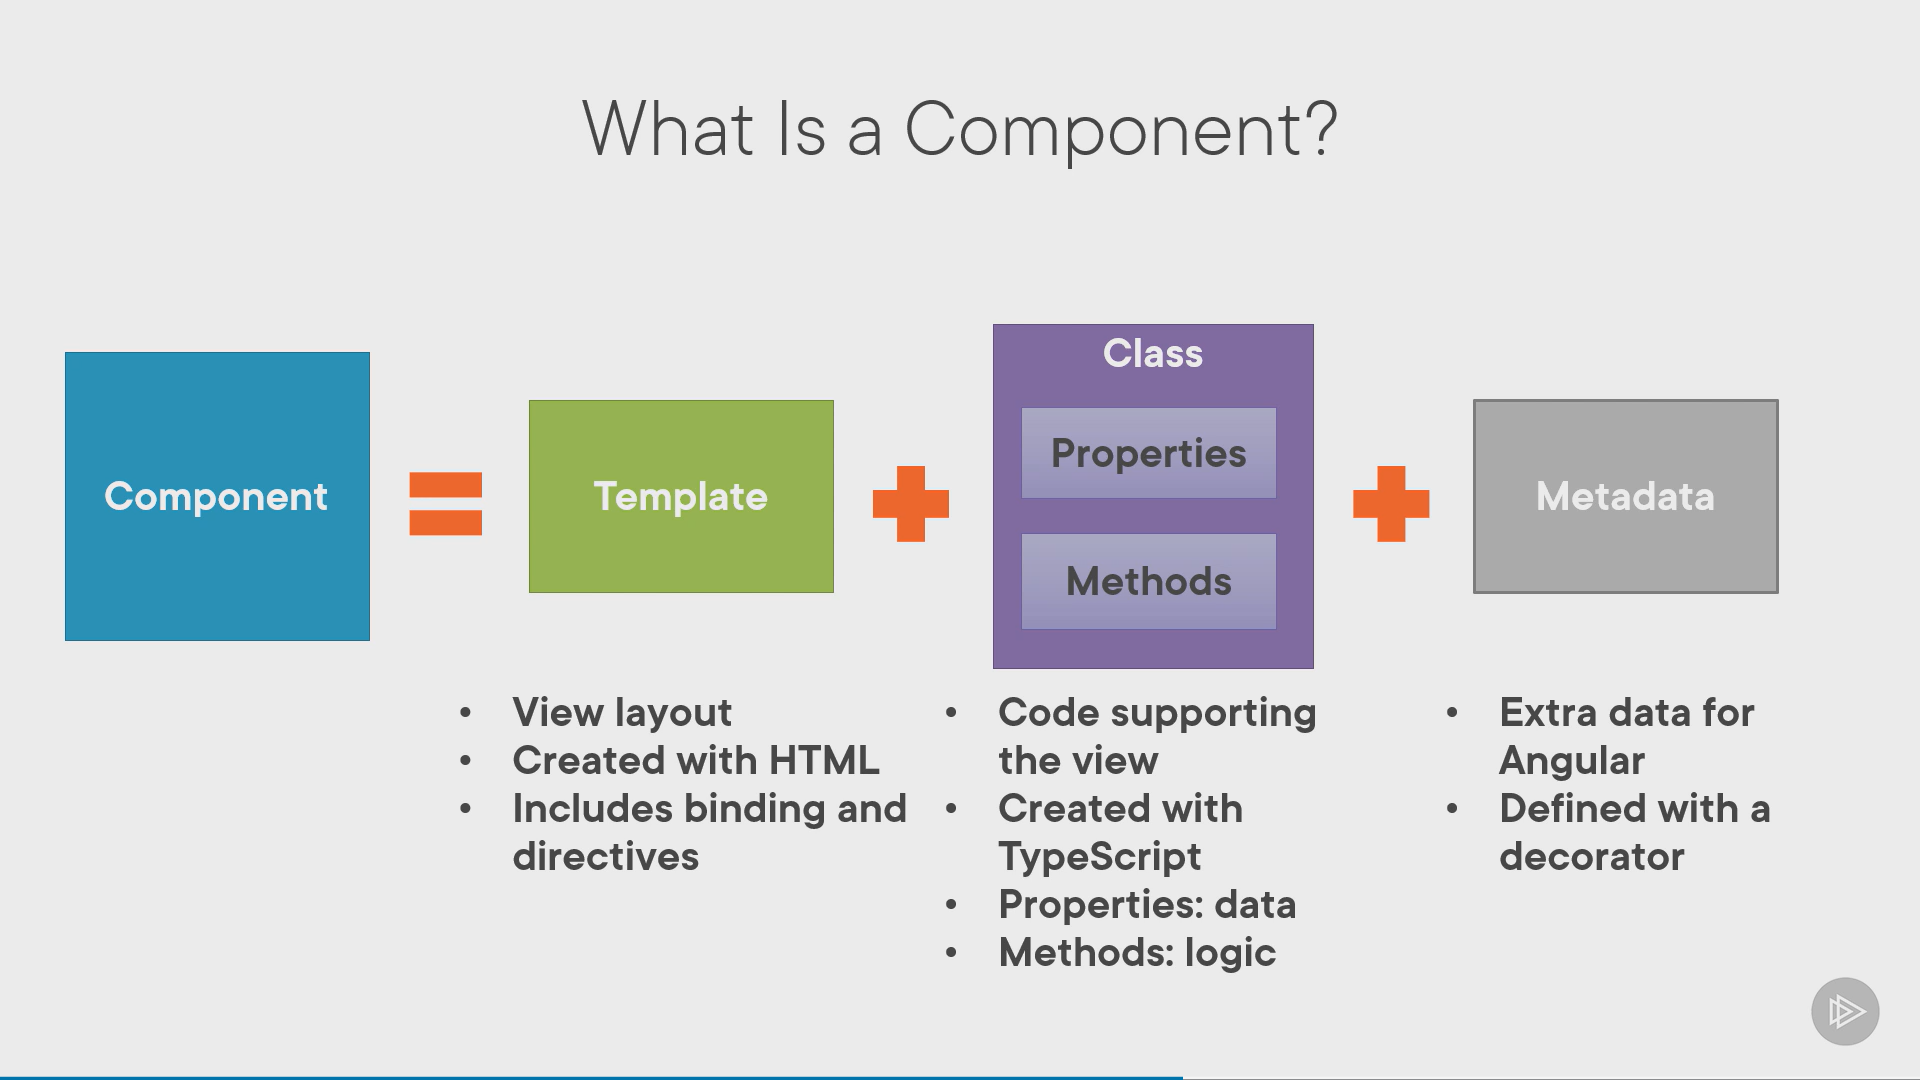 What Is a Component?
Component
Template
Class
Properties
Methods
Metadata
• View layout
• Created with HTML
• Includes binding and
directives
• Code supporting
the view
• Created with
TypeScript
• Properties: data
• Methods: logic
• Extra data for
Angular
• Defined with a
decorator